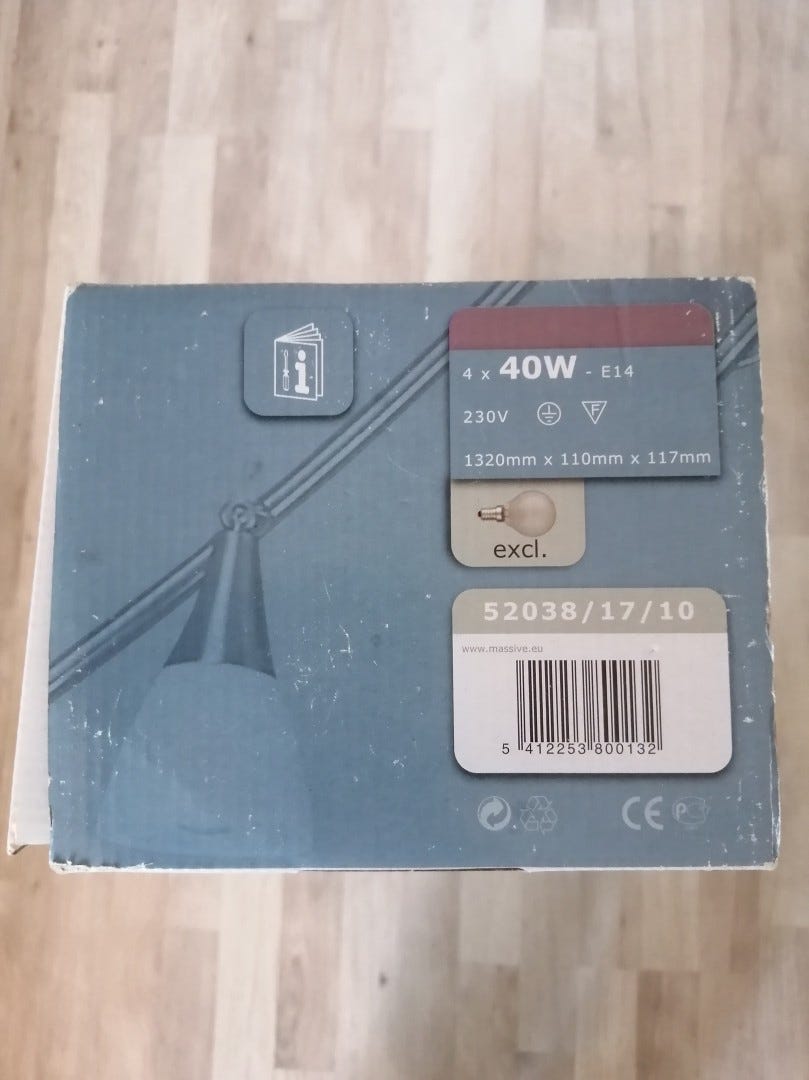 i
4 x 40W - E14
230V F
1320mm x 110mm x 117mm
excl.
52038/17/10
www.massive.eu
5 412253 800132
CE